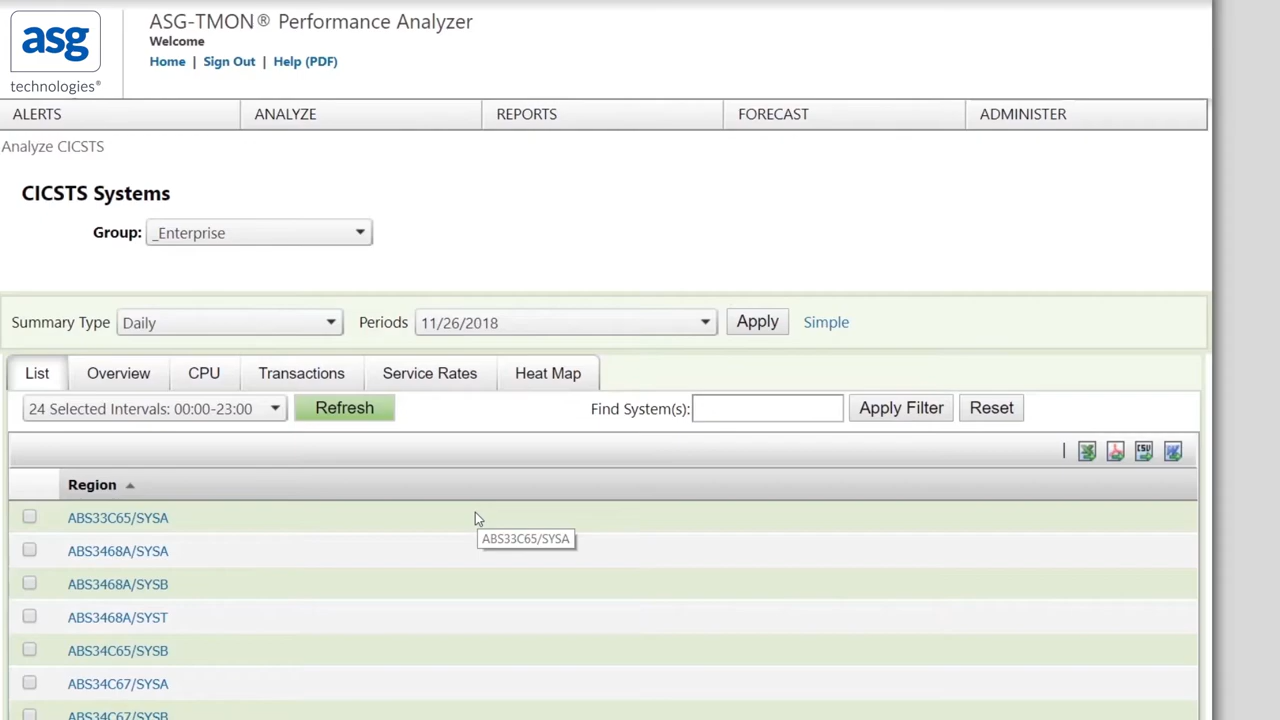 asg
technologies®
ASG-TMON® Performance Analyzer
Welcome
Home | Sign Out | Help (PDF)
ALERTS ANALYZE REPORTS FORECAST ADMINISTER
Analyze CICSTS
CICSTS Systems
Group: _Enterprise
Summary Type Daily Periods 11/26/2018 Apply Simple
List Overview CPU Transactions Service Rates Heat Map
24 Selected Intervals: 00:00-23:00 Refresh Find System(s): Apply Filter Reset
CSV
Region
ABS33C65/SYSA
ABS33C65/SYSA
ABS3468A/SYSA
ABS3468A/SYSB
ABS3468A/SYST
ABS34C65/SYSB
ABS34C67/SYSA
ABS34C67/SYSB